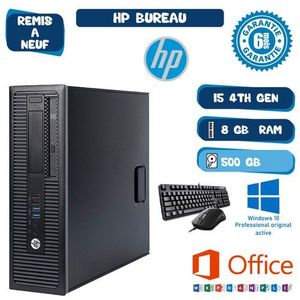 REMIS
A
NEUF
HP BUREAU
GARANTIE
6
MOIS
GARANTIE
hp
I5 4TH GEN
8 GB RAM
500 GB
Windows 10
Professional original
active
Office